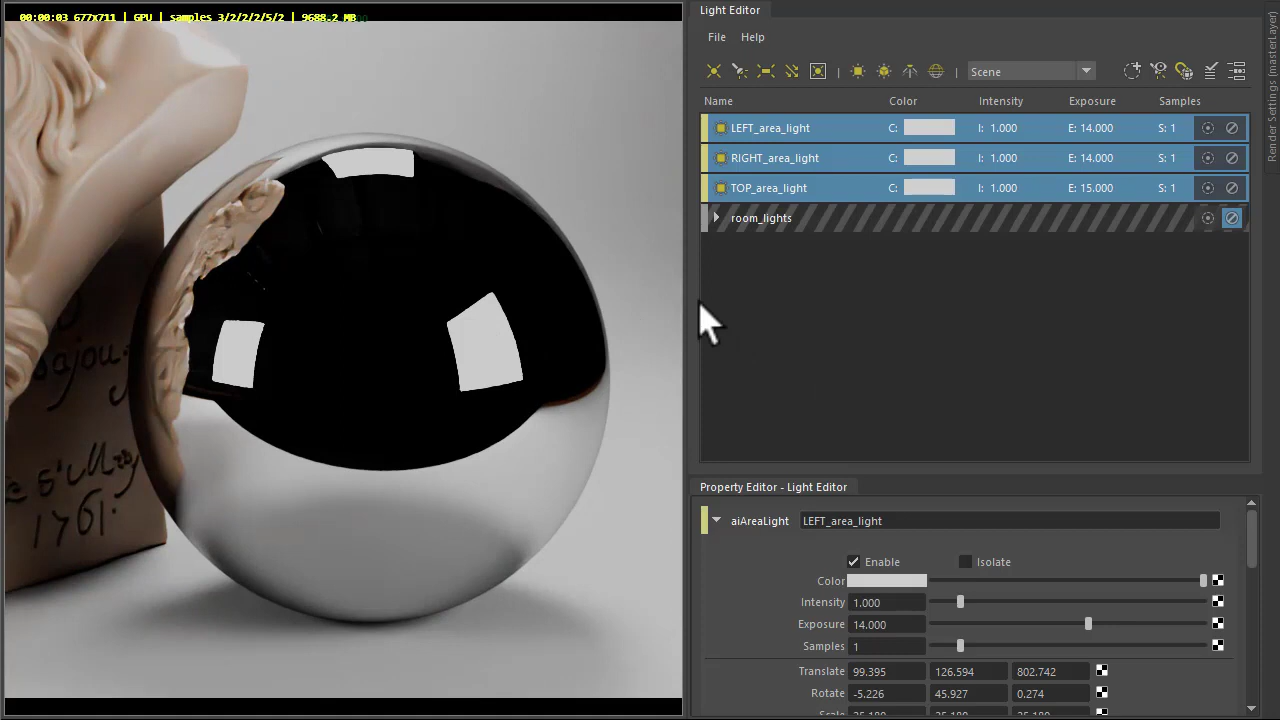 00:00:03 677x711 | GPU | samples 3/2/2/2/5/2 | 9688.2 MB
Light Editor
File Help
Scene
Name Color Intensity Exposure Samples
LEFT_area_light C: I: 1.000 E: 14.000 S: 1
RIGHT_area_light C: I: 1.000 E: 14.000 S: 1
TOP_area_light C: I: 1.000 E: 15.000 S: 1
room_lights
Render Settings (masterLayer)
1761.
Property Editor - Light Editor
aiAreaLight LEFT_area_light
Enable Isolate
Color
Intensity 1.000
Exposure 14.000
Samples 1
Translate 99.395 126.594 802.742
Rotate -5.226 45.927 0.274